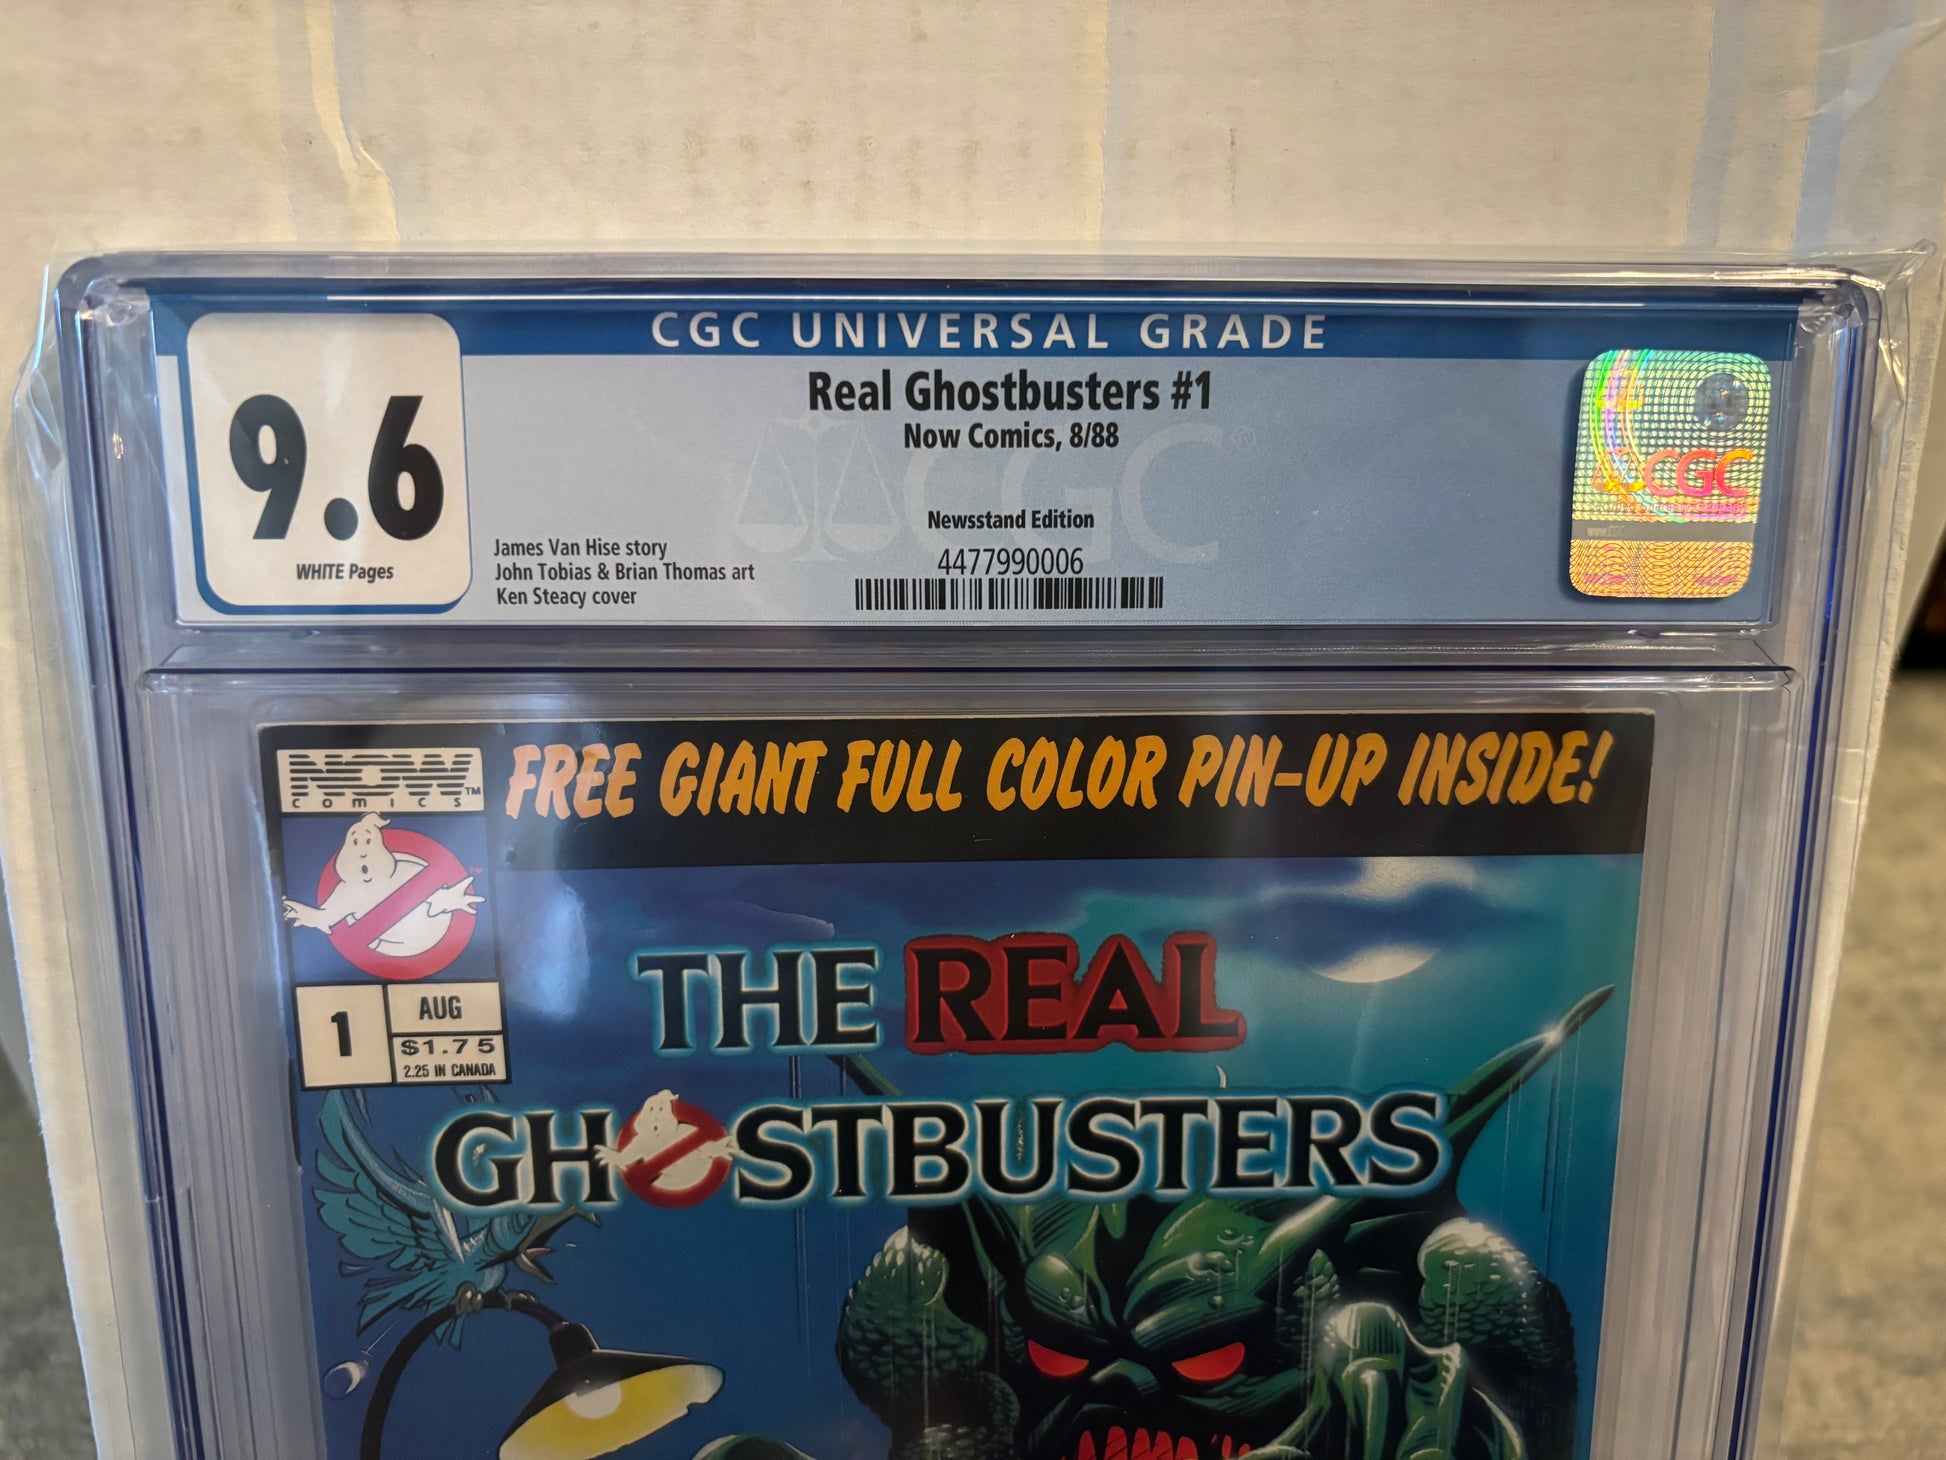 CGC UNIVERSAL GRADE
9.6
WHITE Pages
Real Ghostbusters #1
Now Comics, 8/88
Newsstand Edition
James Van Hise story
John Tobias & Brian Thomas art
Ken Steacy cover
4477990006
CGC
CGC
NOW TM
COMICS
FREE GIANT FULL COLOR PIN-UP INSIDE!
1
AUG
$1.75
2.25 IN CANADA
THE REAL
GHOSTBUSTERS